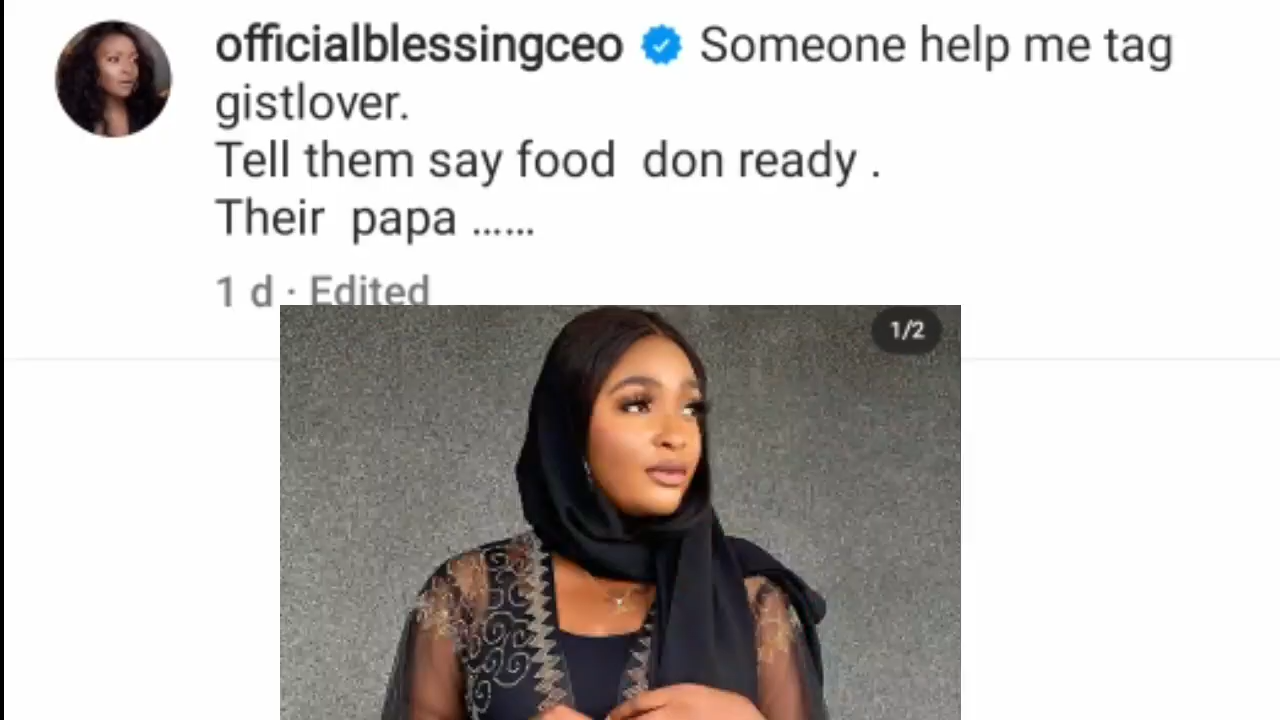 officialblessingceo Someone help me tag
gistlover.
Tell them say food don ready .
Their papa ......
1 d · Edited
1/2